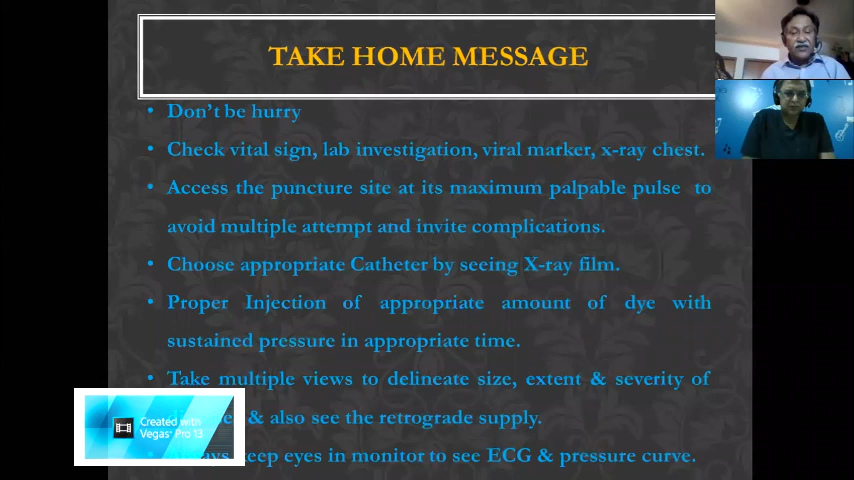 TAKE HOME MESSAGE
• Don't be hurry
• Check vital sign, lab investigation, viral marker, x-ray chest.
• Access the puncture site at its maximum palpable pulse to
avoid multiple attempt and invite complications.
• Choose appropriate Catheter by seeing X-ray film.
• Proper Injection of appropriate amount of dye with
sustained pressure in appropriate time.
• Take multiple views to delineate size, extent & severity of
& also see the retrograde supply.
keep eyes in monitor to see ECG & pressure curve.
Created with
Vegas Pro 13